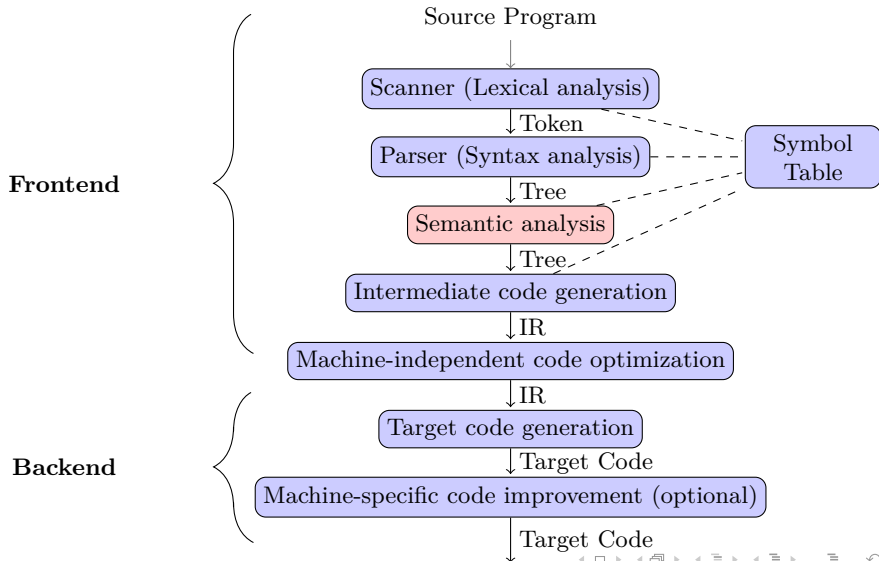 Source Program
Scanner (Lexical analysis)
Token
Symbol
Table
Parser (Syntax analysis)
Frontend
Tree
Semantic analysis
Tree
Intermediate code generation
IR
Machine-independent code optimization
IR
Target code generation
Backend
Target Code
Machine-specific code improvement (optional)
Target Code